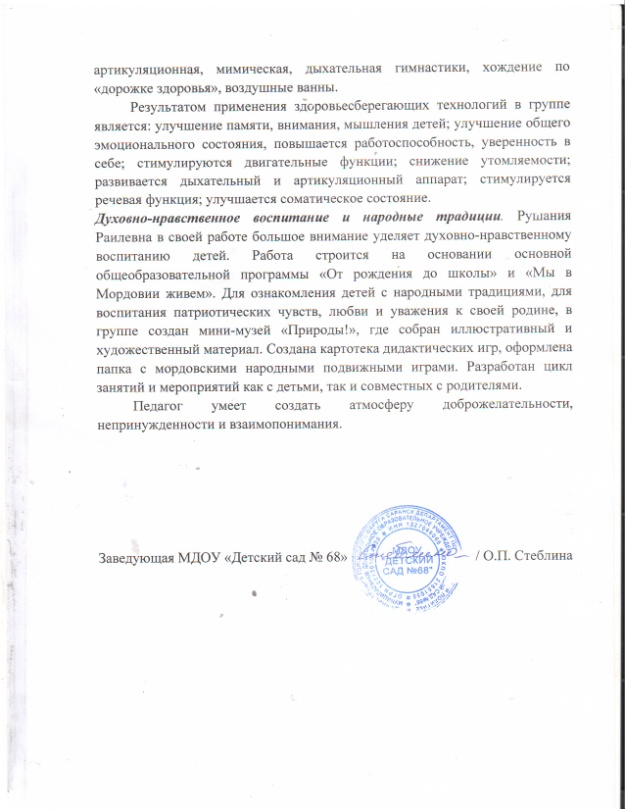 артикуляционная, мимическая, дыхательная гимнастики, хождение по
«дорожке здоровья», воздушные ванны.
Результатом применения здоровьесберегающих технологий в группе
является: улучшение памяти, внимания, мышления детей; улучшение общего
эмоционального состояния, повышается работоспособность, уверенность в
себе; стимулируются двигательные функции; снижение утомляемости;
развивается дыхательный и артикуляционный аппарат; стимулируется
речевая функция; улучшается соматическое состояние.
Духовно-нравственное воспитание и народные традиции. Рушания
Раилевна в своей работе большое внимание уделяет духовно-нравственному
воспитанию детей. Работа строится на основании основной
общеобразовательной программы «От рождения до школы» и «Мы в
Мордовии живем». Для ознакомления детей с народными традициями, для
воспитания патриотических чувств, любви и уважения к своей родине, в
группе создан мини-музей «Природы!», где собран иллюстративный и
художественный материал. Создана картотека дидактических игр, оформлена
папка с мордовскими народными подвижными играми. Разработан цикл
занятий и мероприятий как с детьми, так и совместных с родителями.
Педагог умеет создать атмосферу доброжелательности,
непринужденности и взаимопонимания.
Заведующая МДОУ «Детский сад № 68» / О.П. Стеблина
МДОУ
"ДЕТСКИЙ
САД №68"